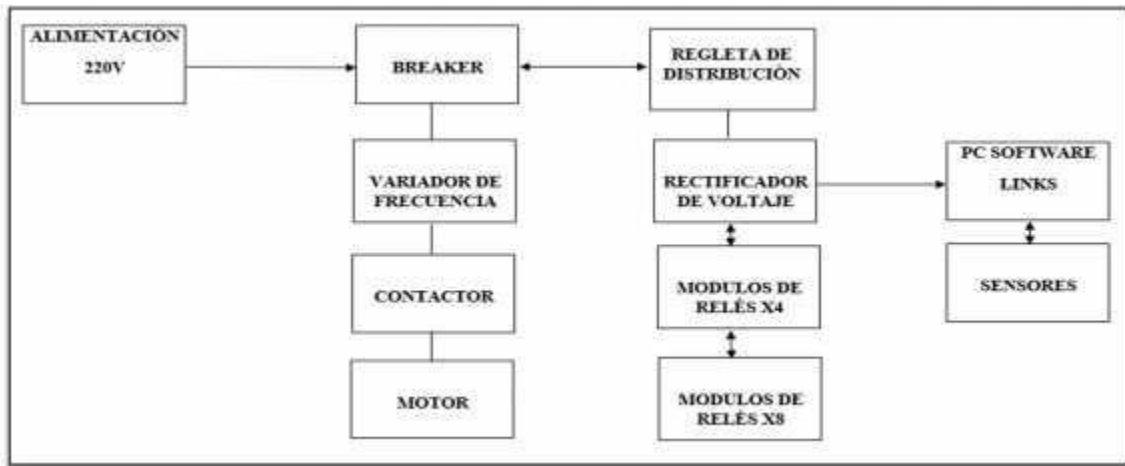 ALIMENTACIÓN
220V
BREAKER
REGLETA DE
DISTRIBUCIÓN
VARIADOR DE
FRECUENCIA
RECTIFICADOR
DE VOLTAJE
PC SOFTWARE
LINKS
CONTACTOR
MODULOS DE
RELÉS X4
SENSORES
MOTOR
MODULOS DE
RELÉS X8